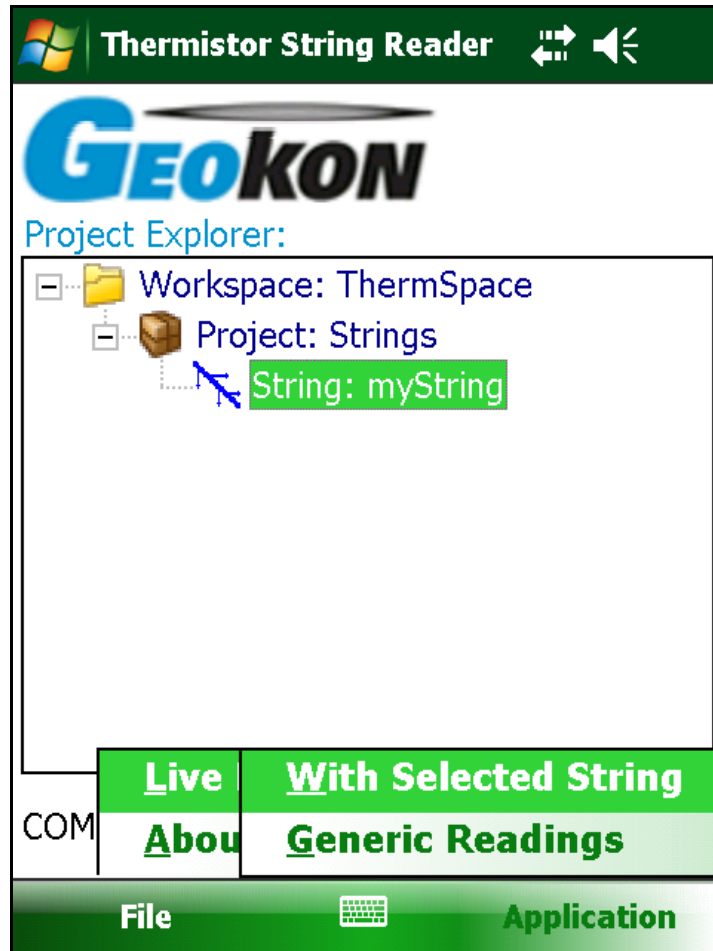 Thermistor String Reader
GEOKON
Project Explorer:
Workspace: ThermSpace
Project: Strings
String: myString
Live With Selected String
COM Abou Generic Readings
File Application